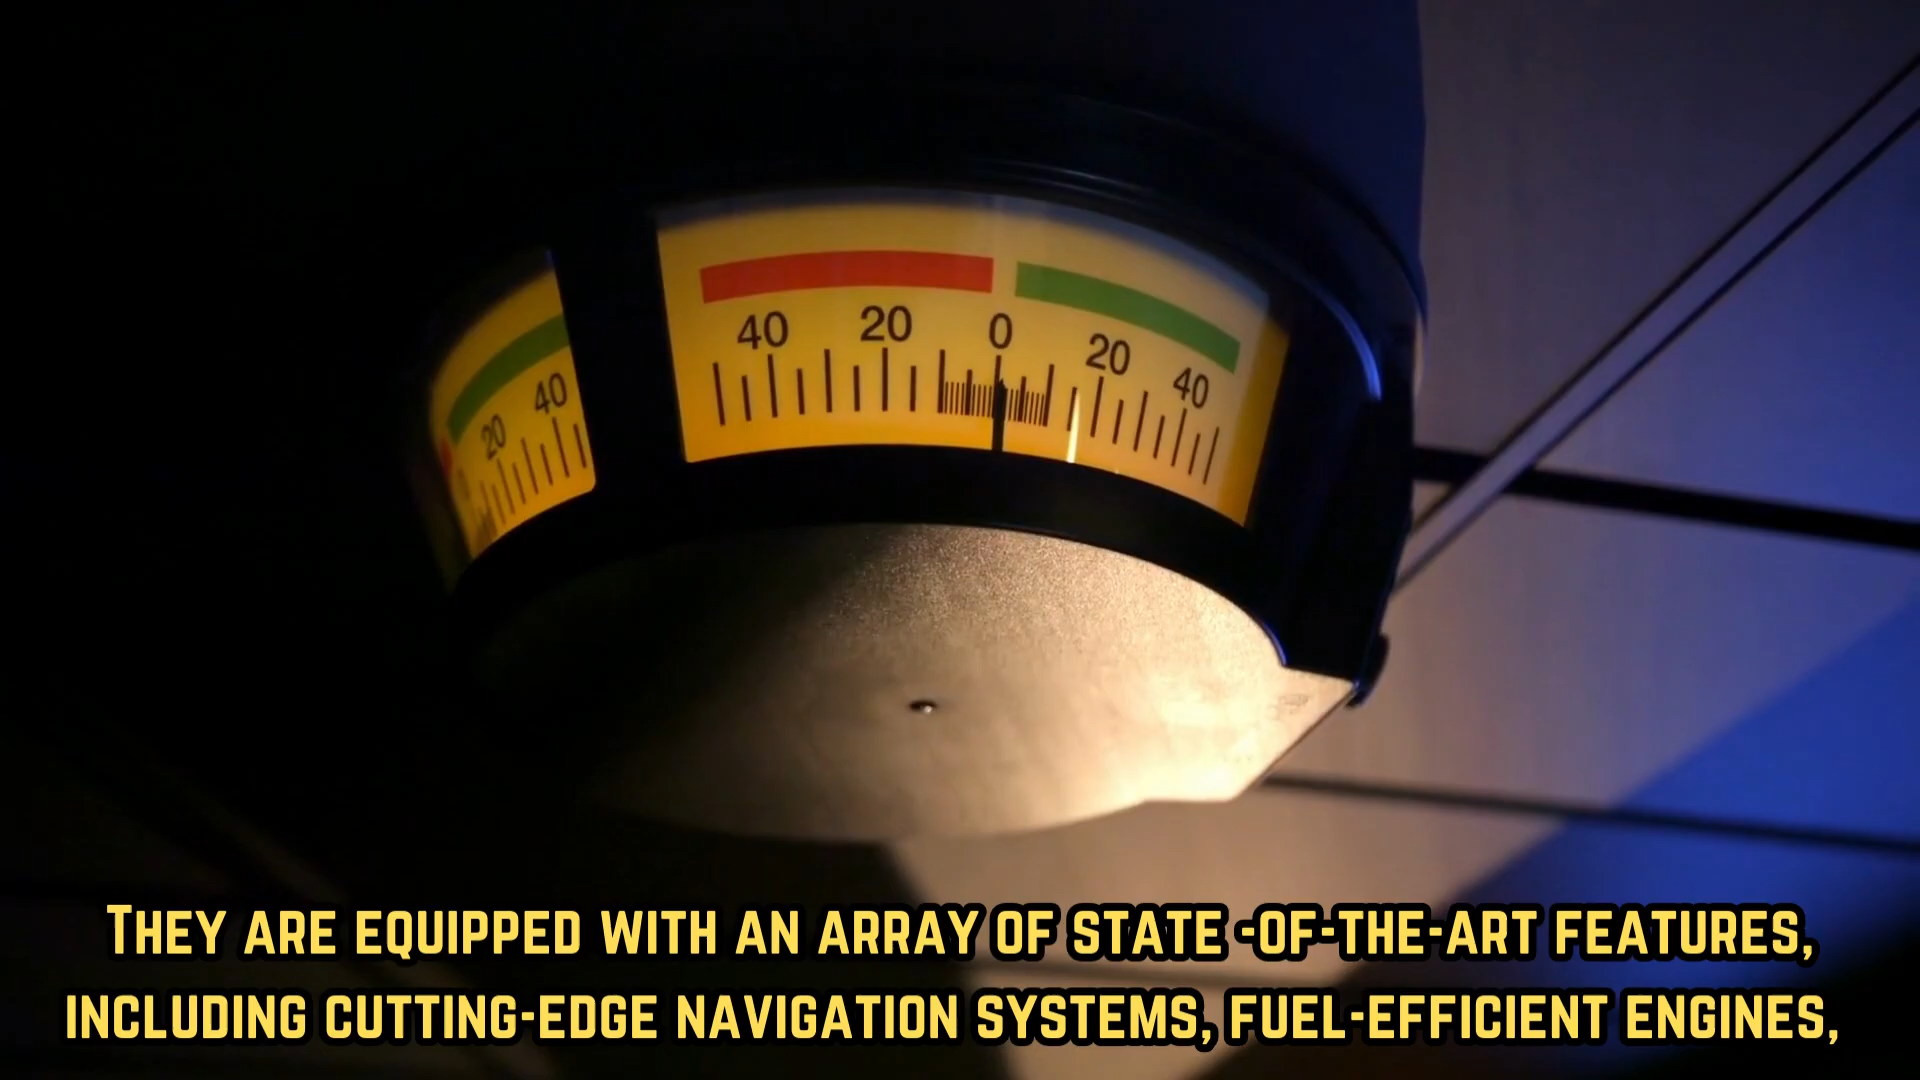 40 20 0 20 40
20 40
THEY ARE EQUIPPED WITH AN ARRAY OF STATE -OF-THE-ART FEATURES,
INCLUDING CUTTING-EDGE NAVIGATION SYSTEMS, FUEL-EFFICIENT ENGINES,